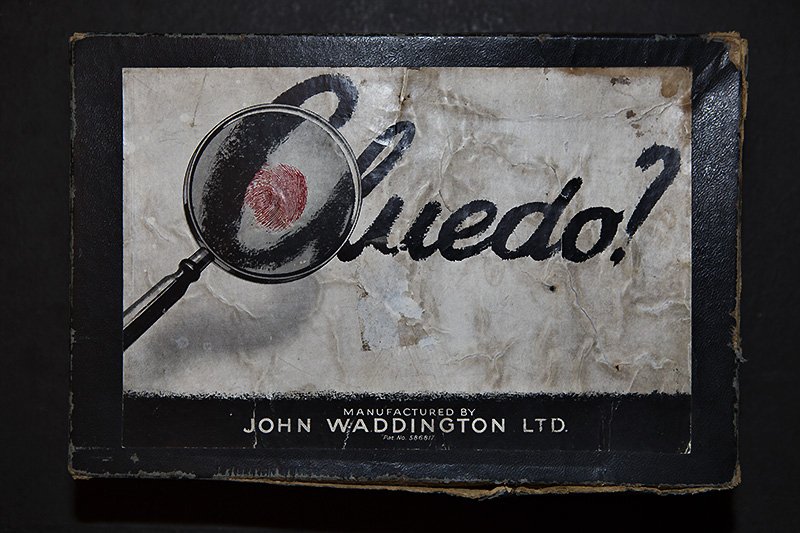 Cluedo?
MANUFACTURED BY
JOHN WADDINGTON LTD.
Pat. No. 586817